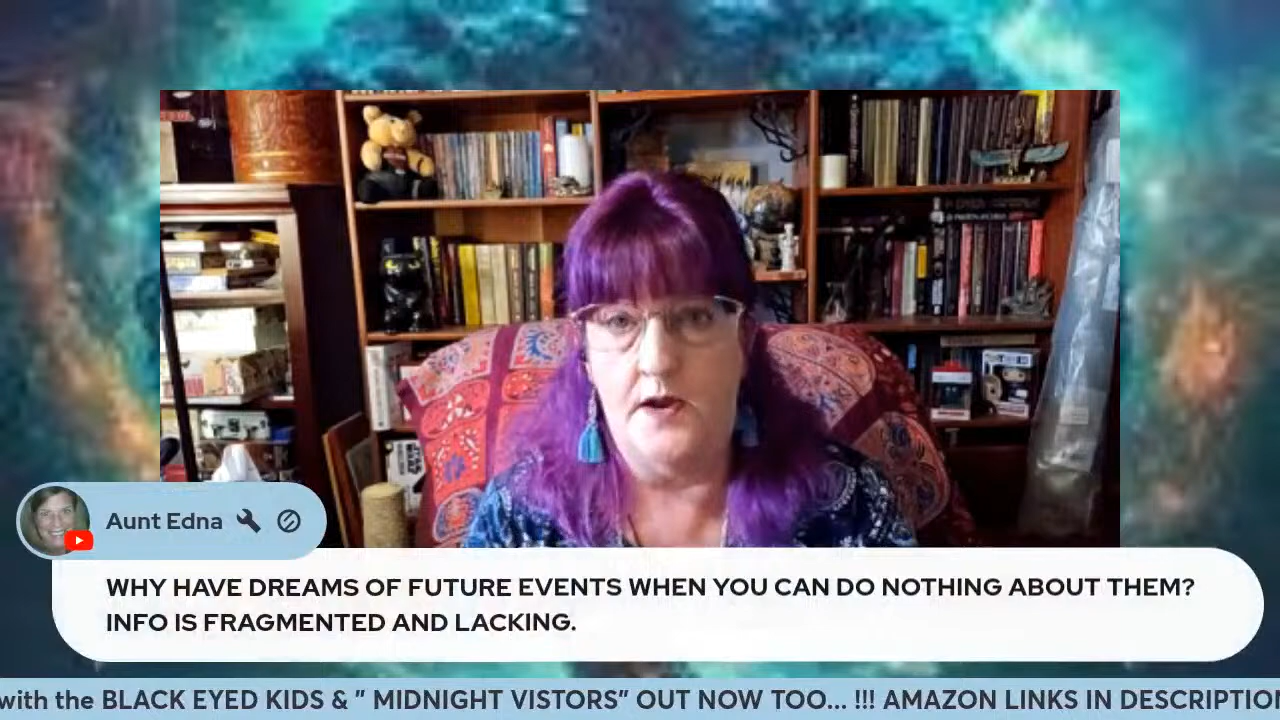 Aunt Edna
WHY HAVE DREAMS OF FUTURE EVENTS WHEN YOU CAN DO NOTHING ABOUT THEM?
INFO IS FRAGMENTED AND LACKING.
with the BLACK EYED KIDS & " MIDNIGHT VISTORS" OUT NOW TOO... !!! AMAZON LINKS IN DESCRIPTION